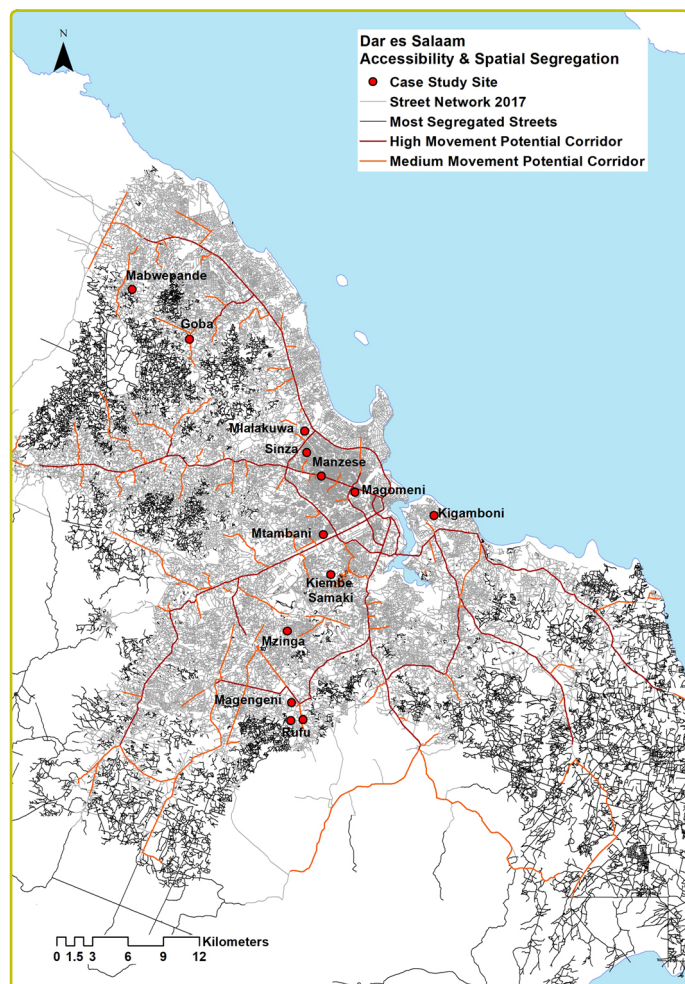 N
Dar es Salaam
Accessibility & Spatial Segregation
Case Study Site
Street Network 2017
Most Segregated Streets
High Movement Potential Corridor
Medium Movement Potential Corridor
Mabwepande
Goba
Mlalakuwa
Sinza
Manzese
Magomeni
Kigamboni
Mtambani
Kiembe
Samaki
Mzinga
Magengeni
Rufu
Kilometers
0 1.5 3 6 9 12